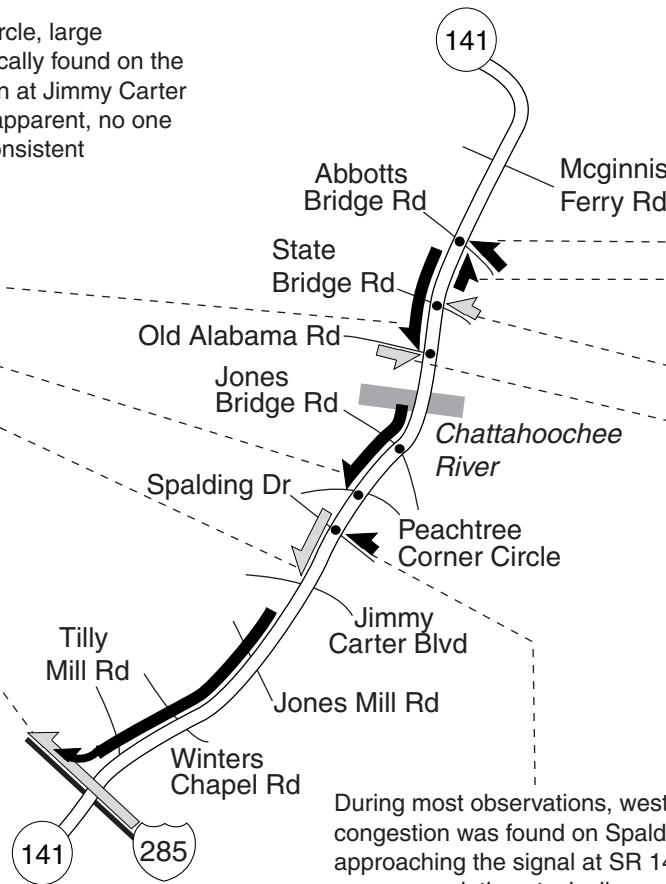 rcle, large
cally found on the
n at Jimmy Carter
apparent, no one
onsistent
141
Abbotts
Bridge Rd
Mcginnis
Ferry Rd
State
Bridge Rd
Old Alabama Rd
Jones
Bridge Rd
Chattahoochee
River
Spalding Dr
Peachtree
Corner Circle
Jimmy
Carter Blvd
Tilly
Mill Rd
Jones Mill Rd
Winters
Chapel Rd
141
285
During most observations, west
congestion was found on Spald
approaching the signal at SR 14